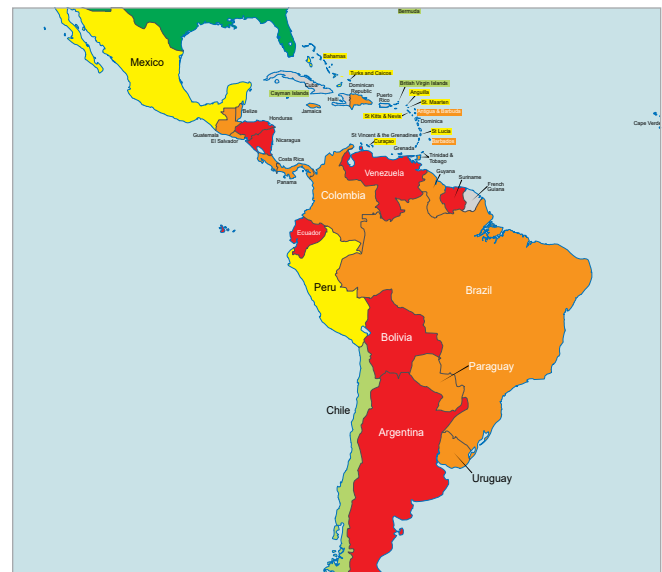 Bermuda
Mexico
Bahamas
Turks and Caicos
Cuba
Dominican
Republic
British Virgin Islands
Cayman Islands
Haiti
Puerto
Rico
Anguilla
St. Maarten
Jamaica
Belize
St Kitts & Nevis
Antigua & Barbuda
Honduras
Dominica
Cape Verde
Guatemala
El Salvador
Nicaragua
St Vincent & the Grenadines
St Lucia
Curaçao
Barbados
Grenada
Costa Rica
Trinidad &
Tobago
Panama
Venezuela
Guyana
Suriname
French
Guiana
Colombia
Ecuador
Peru
Brazil
Bolivia
Paraguay
Chile
Argentina
Uruguay